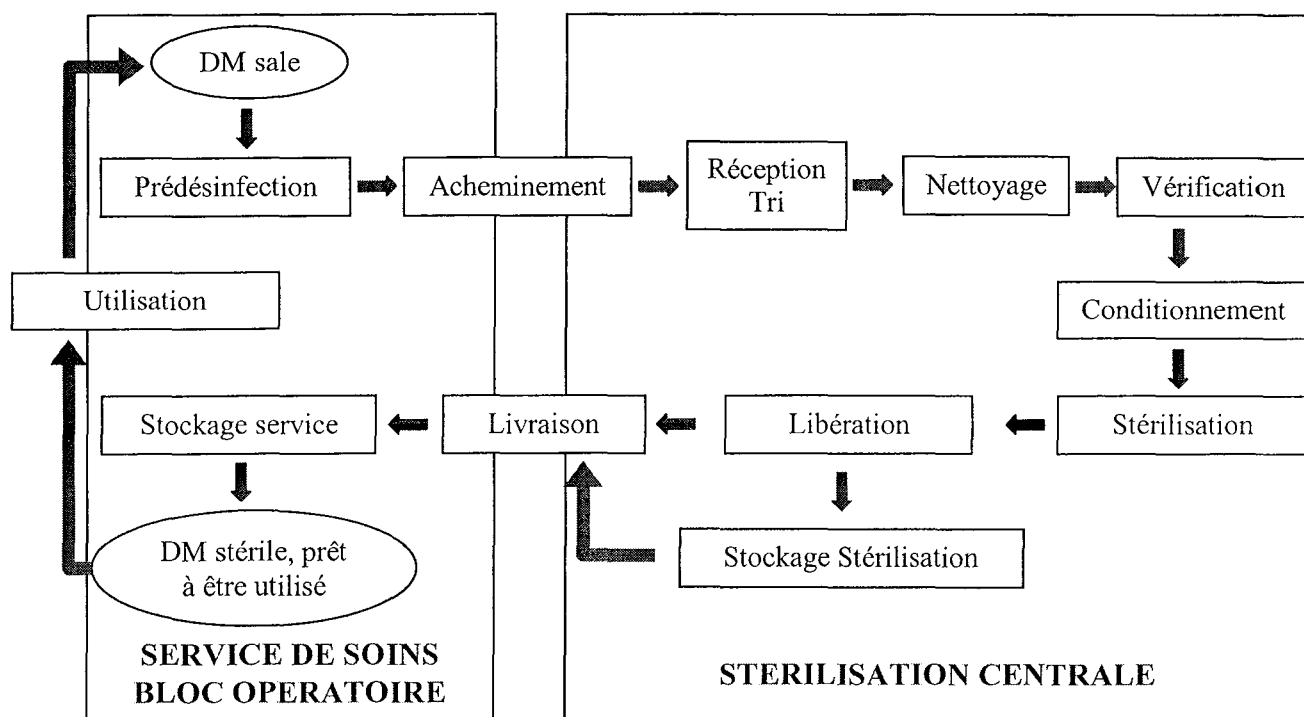 DM sale
Prédésinfection
Acheminement
Réception
Tri
Nettoyage
Vérification
Utilisation
Conditionnement
Stockage service
Livraison
Libération
Stérilisation
DM stérile, prêt
à être utilisé
Stockage Stérilisation
SERVICE DE SOINS
BLOC OPERATOIRE
STERILISATION CENTRALE